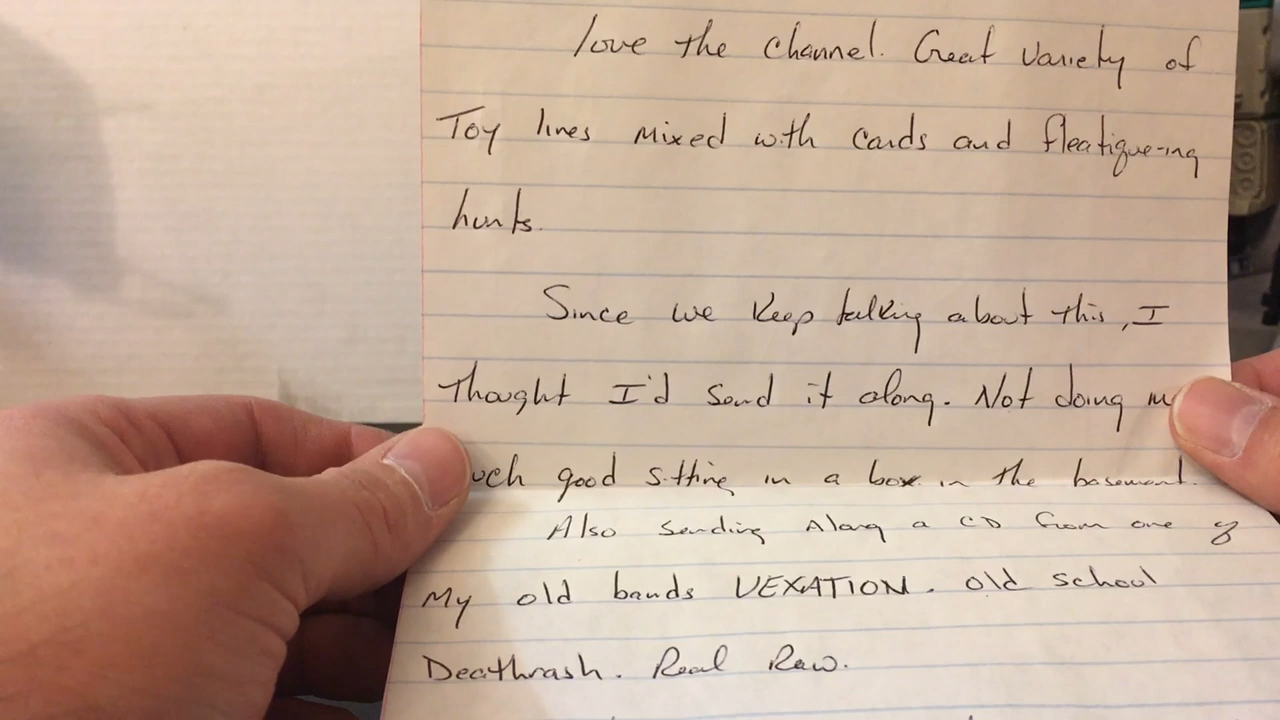 love the channel. Great variety of
Toy lines mixed with cards and fleatique-ing
hunts.
Since we keep talking about this, I
thought I'd send it along. Not doing m
uch good sitting in a box in the basement.
Also sending along a CD from one of
My old bands VEXATION. Old school
Deathrash. Real Raw.